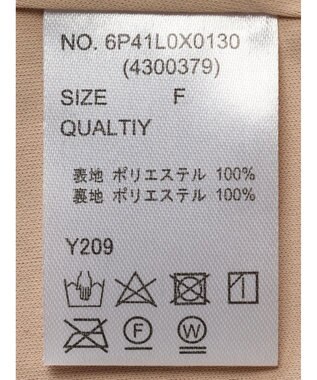 NO. 6P41L0X0130
(4300379)
SIZE F
QUALTIY
表地 ポリエステル 100%
裏地 ポリエステル 100%
Y209
F W